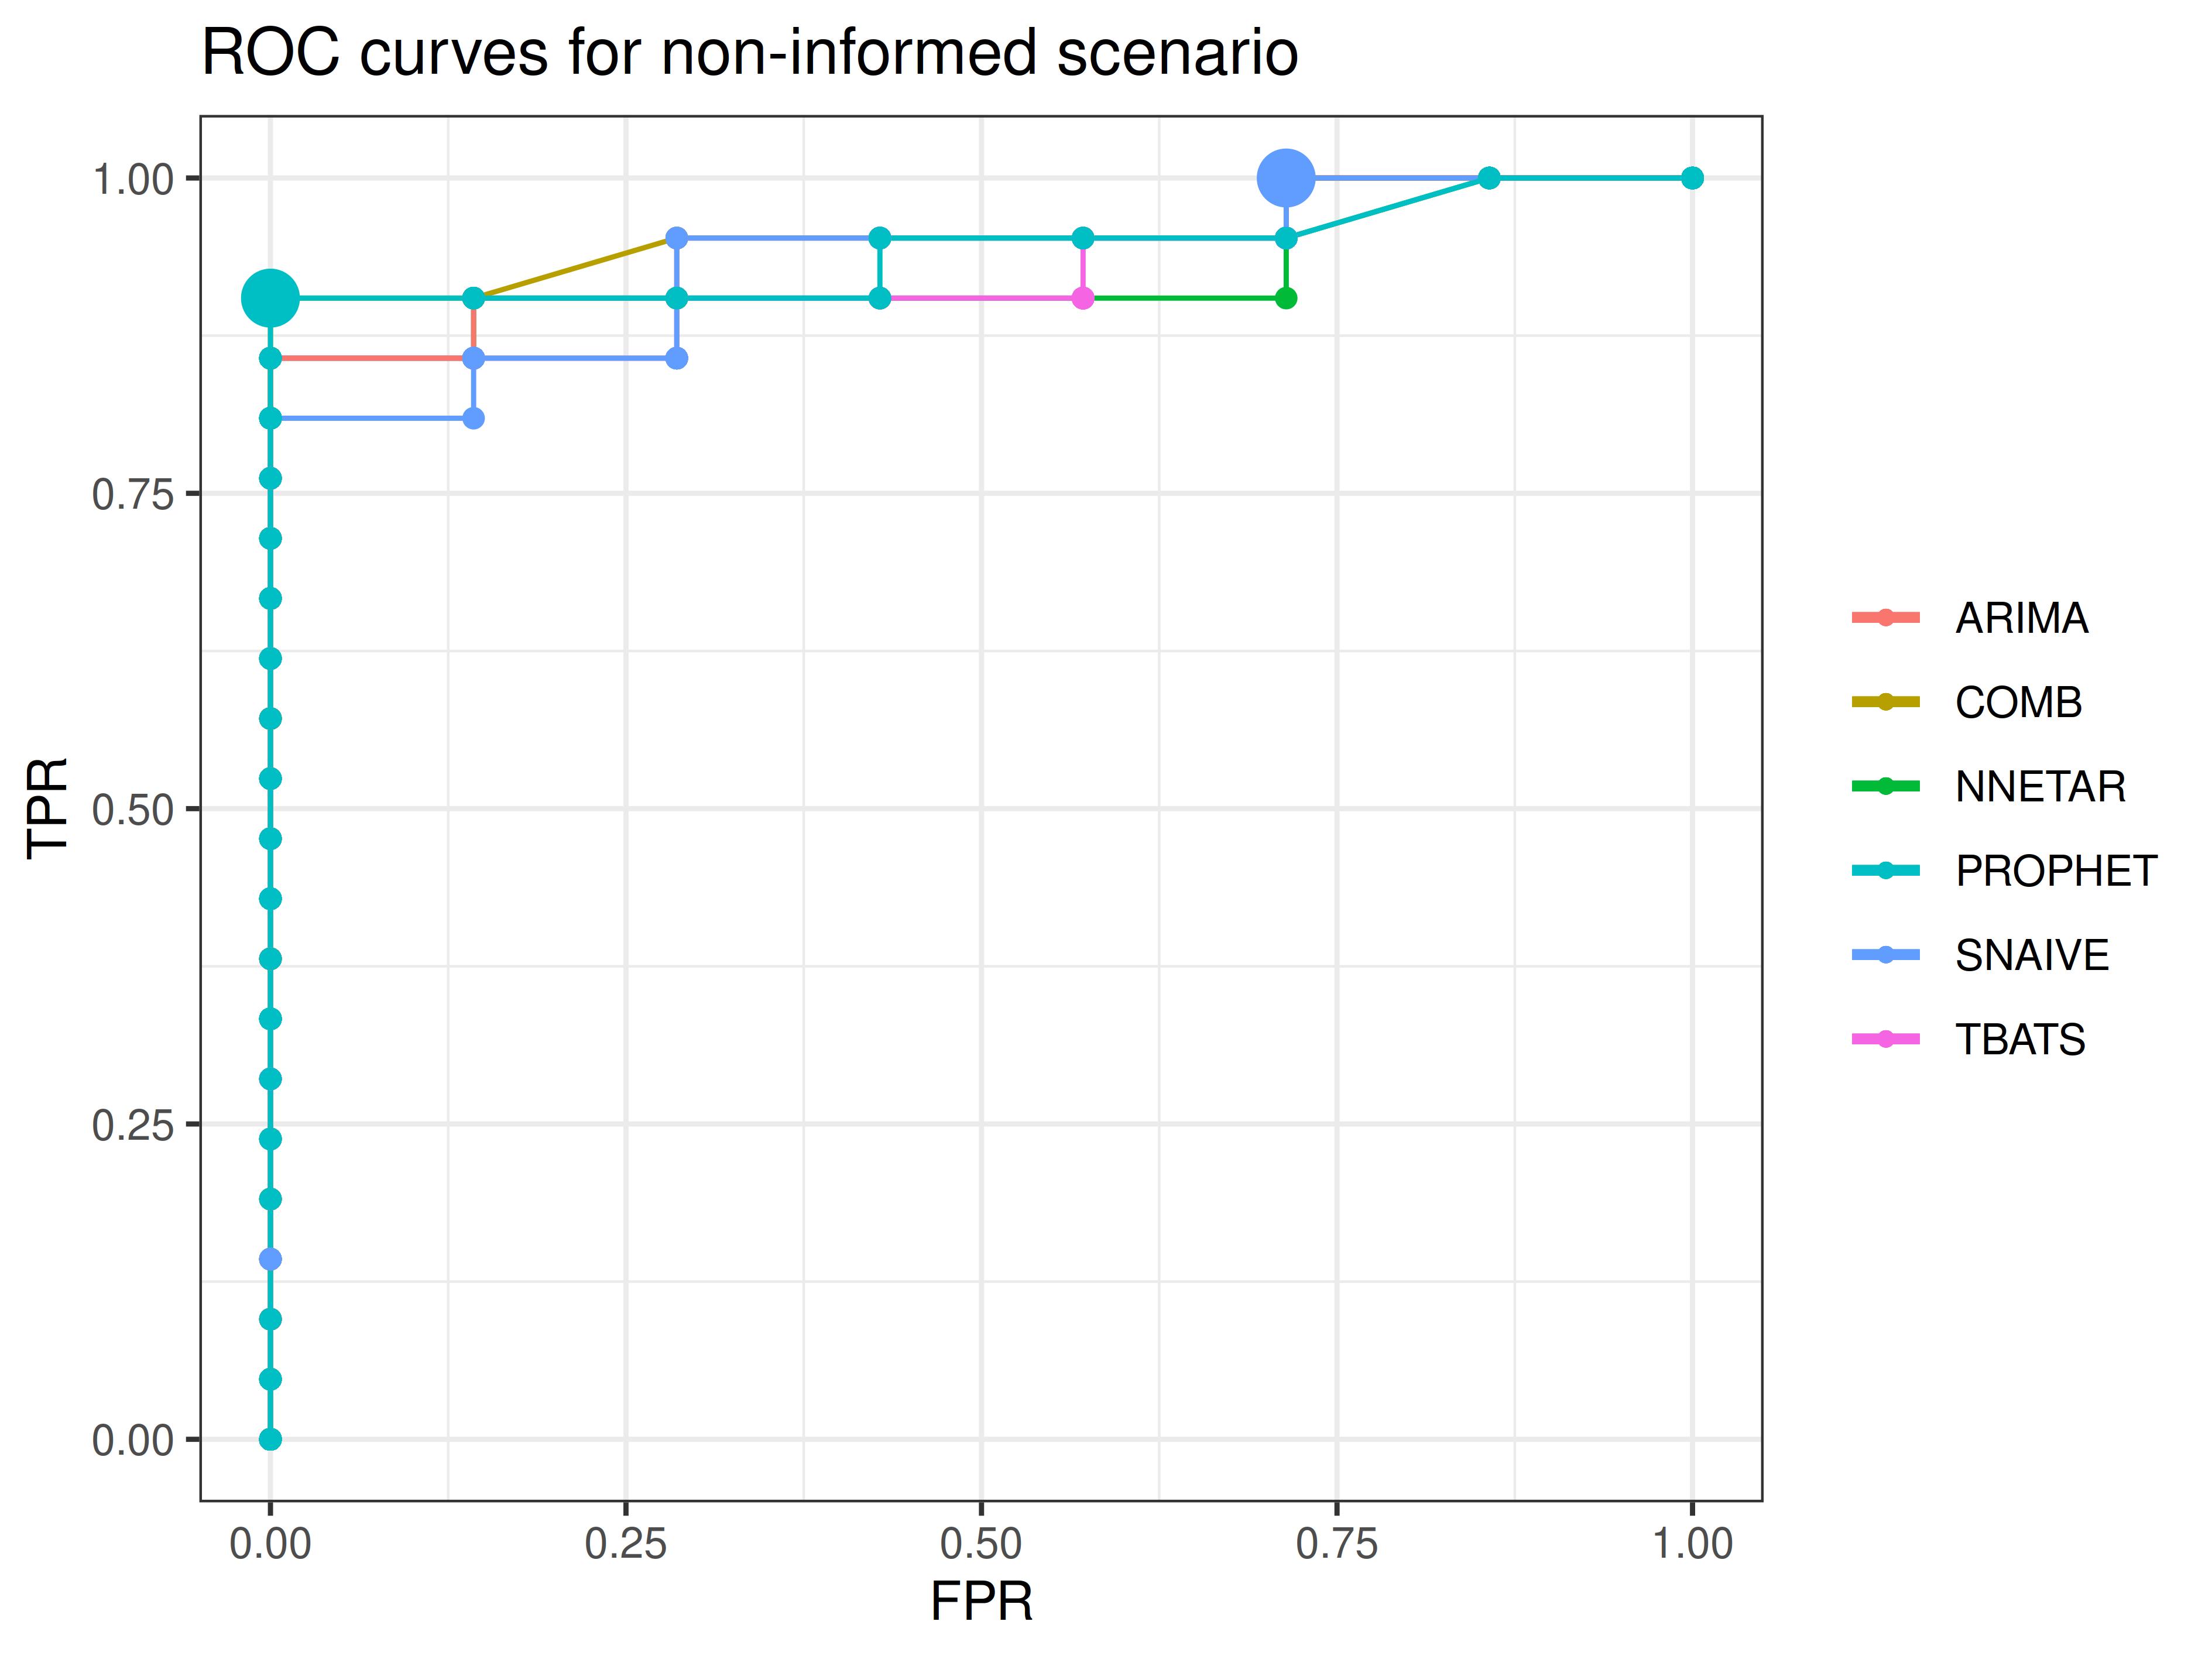 ROC curves for non-informed scenario
TPR
1.00
0.75
0.50
0.25
0.00
0.00 0.25 0.50 0.75 1.00
FPR
ARIMA
COMB
NNETAR
PROPHET
SNAIVE
TBATS